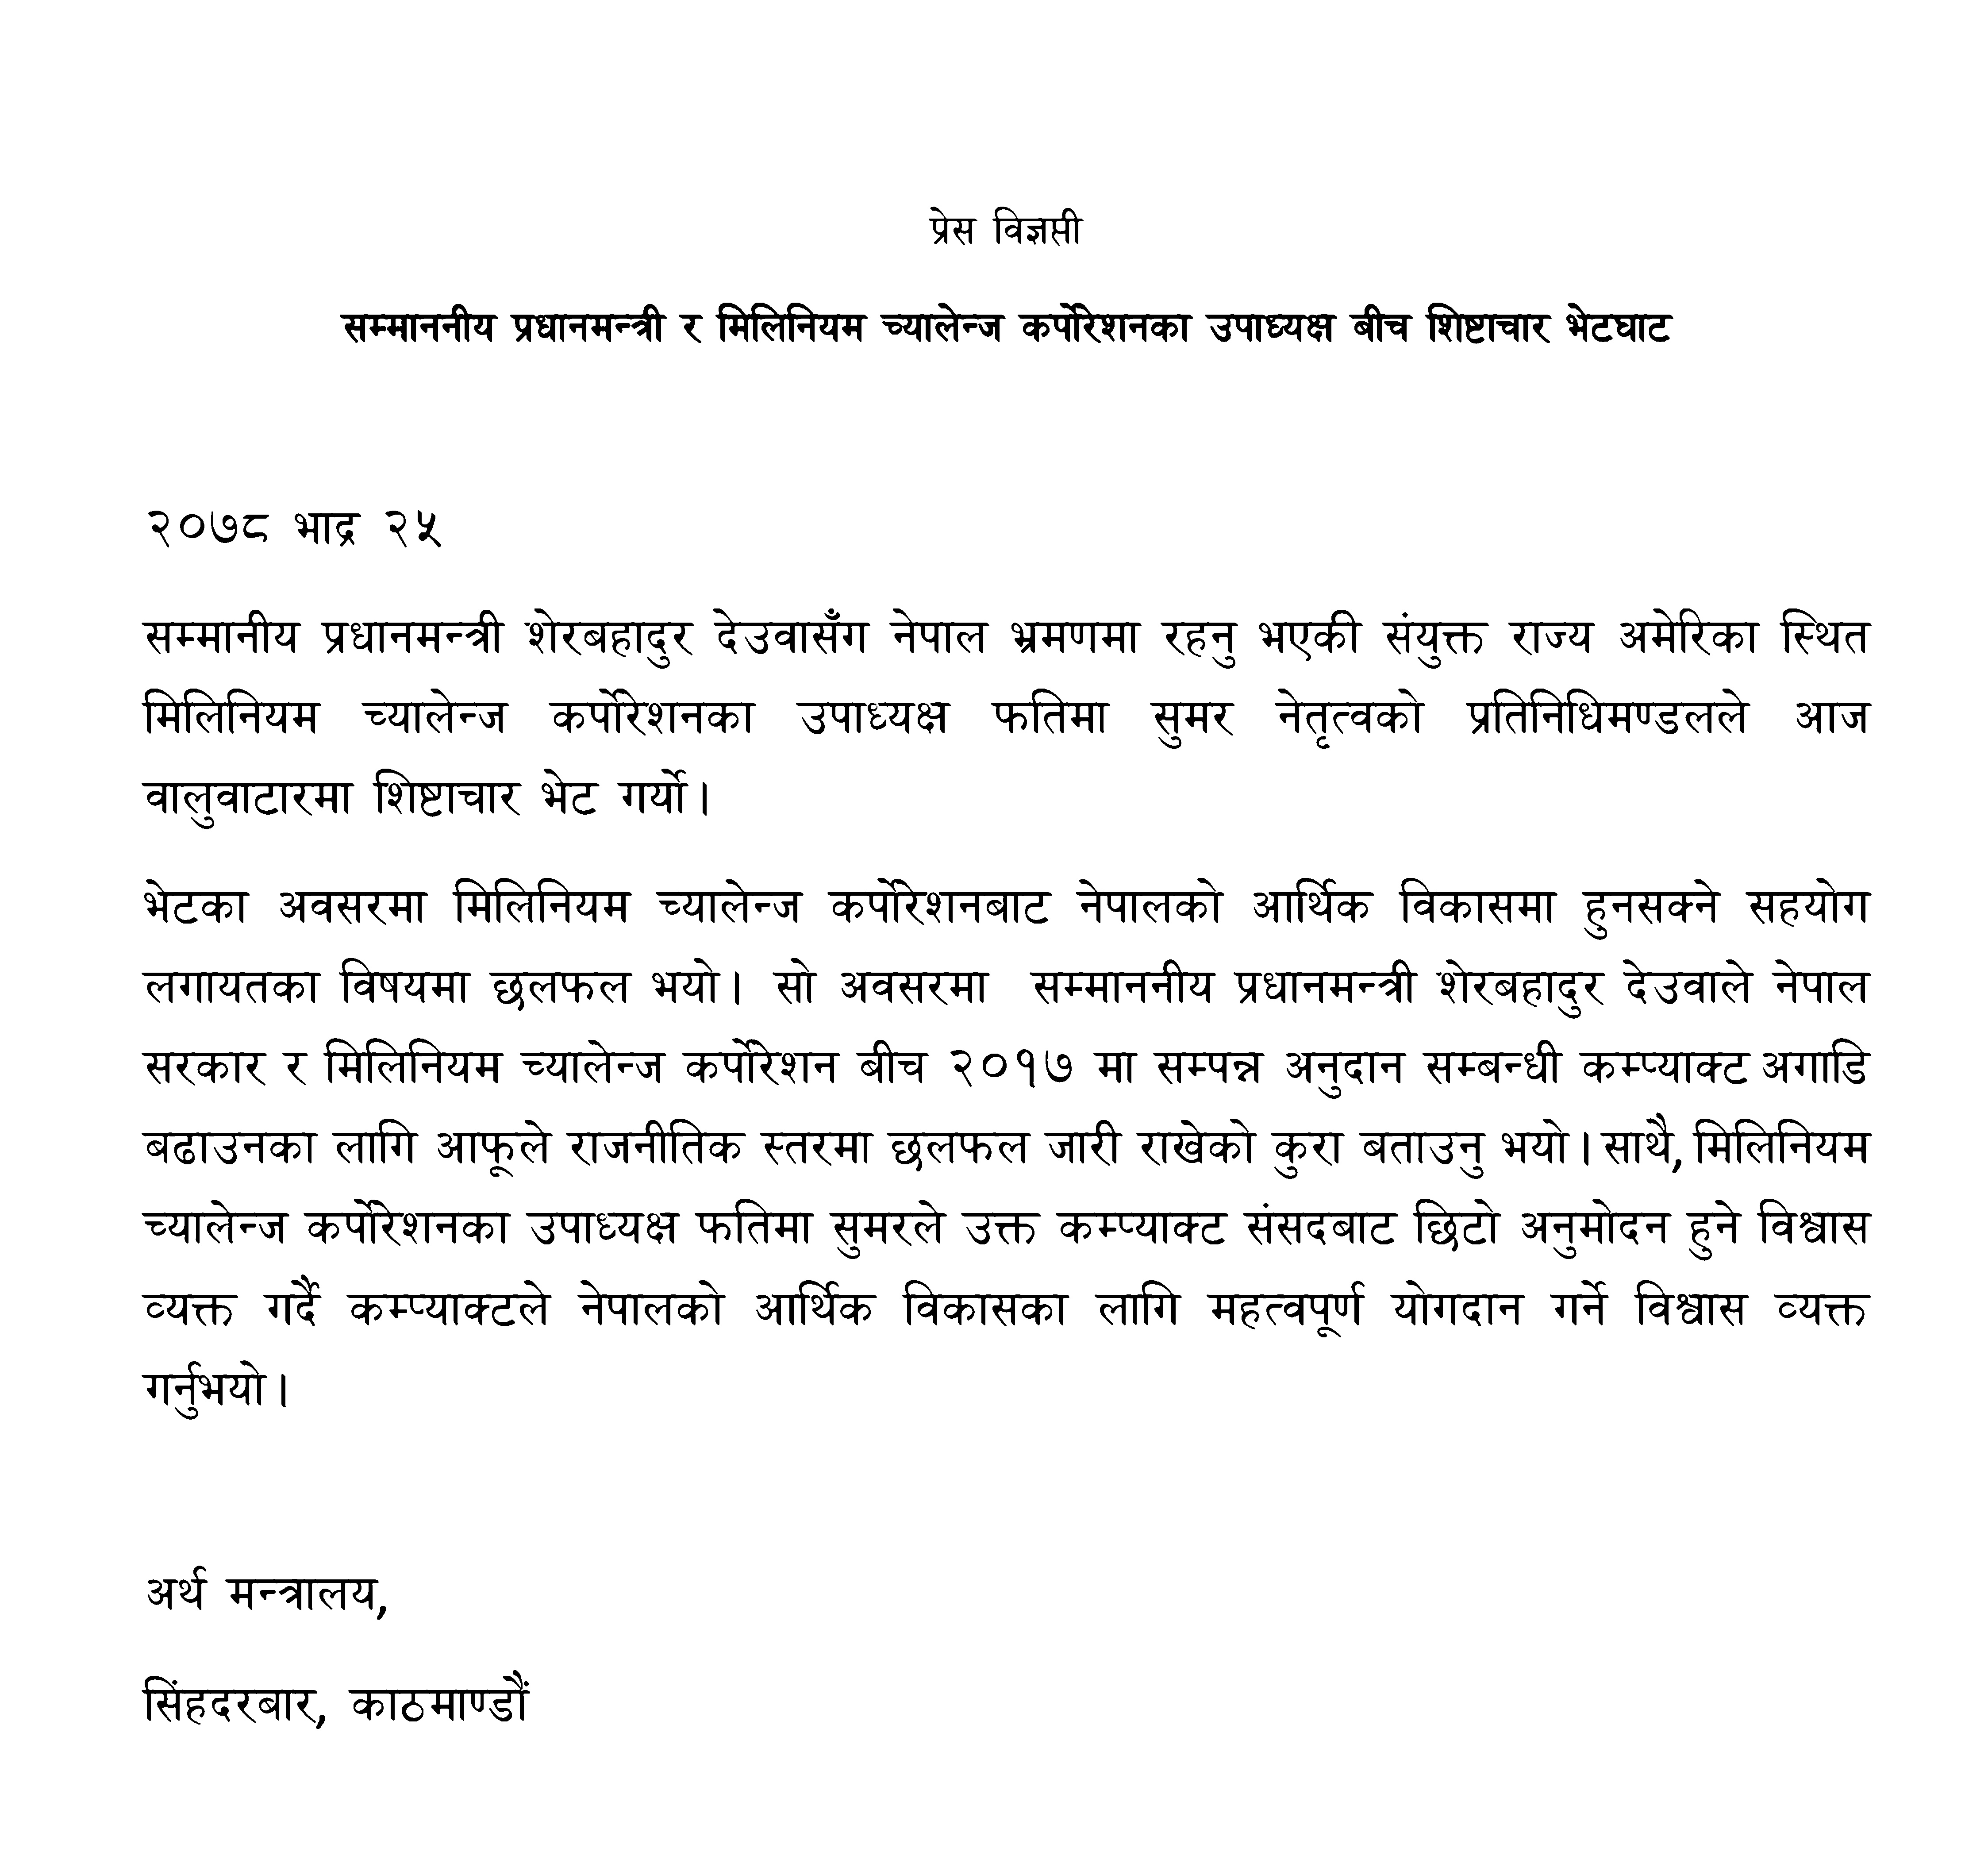 प्रेस विज्ञप्ती
सम्माननीय प्रधानमन्त्री र मिलिनियम च्यालेन्ज कर्पोरेशनका उपाध्यक्ष बीच शिष्टाचार भेटघाट
२०७८ भाद्र २५
सम्मानीय प्रधानमन्त्री शेरबहादुर देउवासँग नेपाल भ्रमणमा रहनु भएकी संयुक्त राज्य अमेरिका स्थित
मिलिनियम च्यालेन्ज कर्पोरेशनका उपाध्यक्ष फतिमा सुमर नेतृत्वको प्रतिनिधिमण्डलले आज
वालुवाटारमा शिष्टाचार भेट गर्यो।
भेटका अवसरमा मिलिनियम च्यालेन्ज कर्पोरेशनबाट नेपालको आर्थिक विकासमा हुनसक्ने सहयोग
लगायतका विषयमा छलफल भयो। सो अवसरमा सम्माननीय प्रधानमन्त्री शेरबहादुर देउवाले नेपाल
सरकार र मिलिनियम च्यालेन्ज कर्पोरेशन बीच २०१७ मा सम्पन्न अनुदान सम्बन्धी कम्प्याक्ट अगाडि
बढाउनका लागि आफूले राजनीतिक स्तरमा छलफल जारी राखेको कुरा बताउनु भयो। साथै, मिलिनियम
च्यालेन्ज कर्पोरेशनका उपाध्यक्ष फतिमा सुमरले उक्त कम्प्याक्ट संसदबाट छिटो अनुमोदन हुने विश्वास
व्यक्त गर्दै कम्प्याक्टले नेपालको आर्थिक विकासका लागि महत्वपूर्ण योगदान गर्ने विश्वास व्यक्त
गर्नुभयो।
अर्थ मन्त्रालय,
सिंहदरबार, काठमाण्डौं